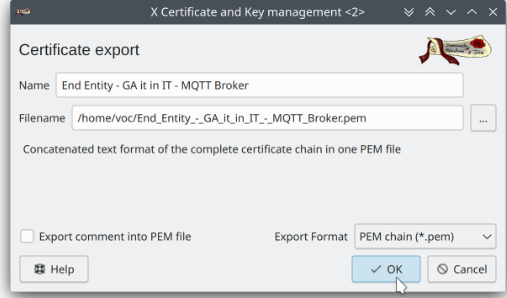 X Certificate and Key management <2>
Certificate export
Name End Entity - GA it in IT - MQTT Broker
Filename /home/voc/End_Entity_-_GA_it_in_IT_-_MQTT_Broker.pem ...
Concatenated text format of the complete certificate chain in one PEM file
Export comment into PEM file Export Format PEM chain (*.pem)
Help OK Cancel